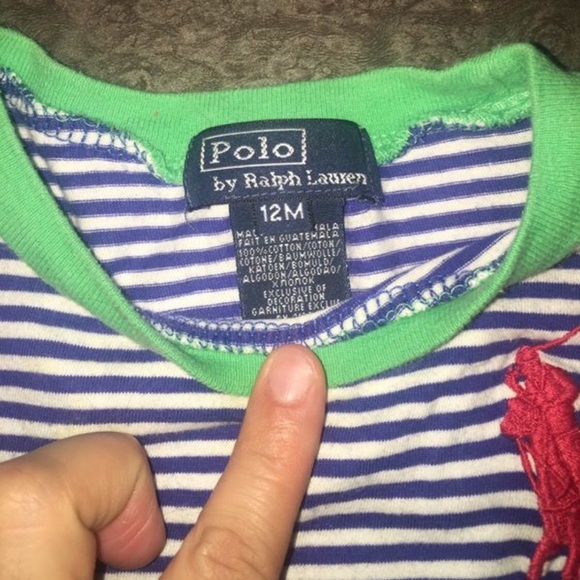 Polo
by Ralph Lauren
12M
FAIT EN GUATEMALA
100%COTTON/COTON/
COTONE/BAUMWOLLE/
KATOEN/BOMULD/
ALGODON/ALGODAO/
EXCLUSIVE OF
DECORATION
GARNITURE EXCLU